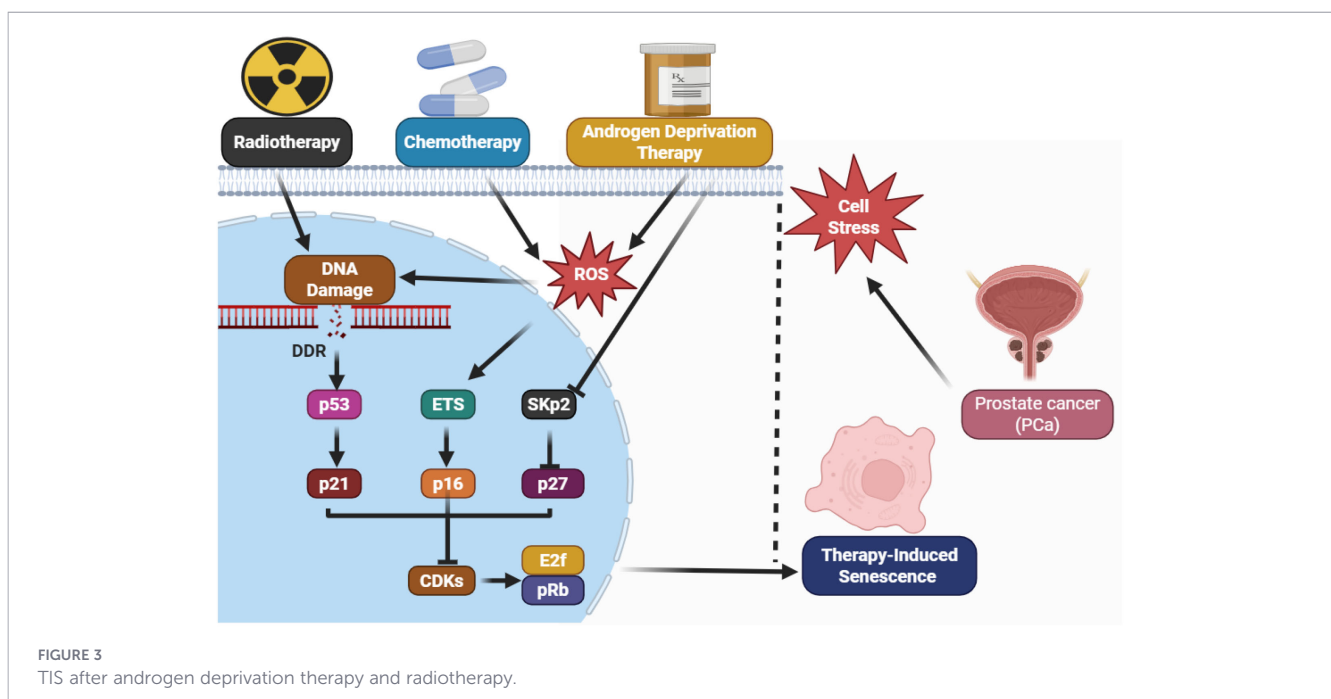 Radiotherapy
Chemotherapy
Rx
Androgen Deprivation
Therapy
Cell
Stress
DNA
Damage
ROS
DDR
p53
ETS
SKp2
Prostate cancer
(PCa)
p21
p16
p27
CDKs
E2f
pRb
Therapy-Induced
Senescence
FIGURE 3
TIS after androgen deprivation therapy and radiotherapy.